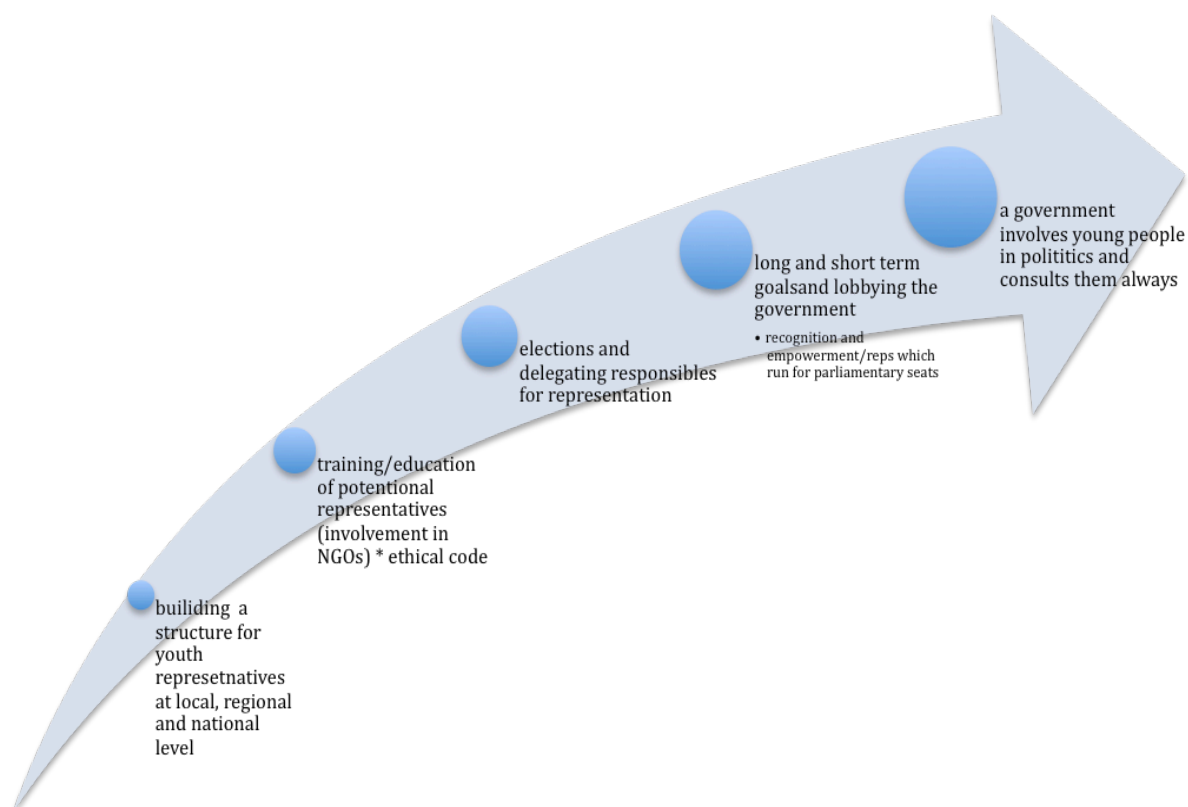 builiding  a
structure for
youth
represetnatives
at local, regional
and national
level
training/education
of potentional
representatives
(involvement in
NGOs) * ethical code
elections and
delegating responsibles
for representation
long and short term
goalsand lobbying the
government
• recognition and
empowerment/reps which
run for parliamentary seats
a government
involves young people
in polititics and
consults them always